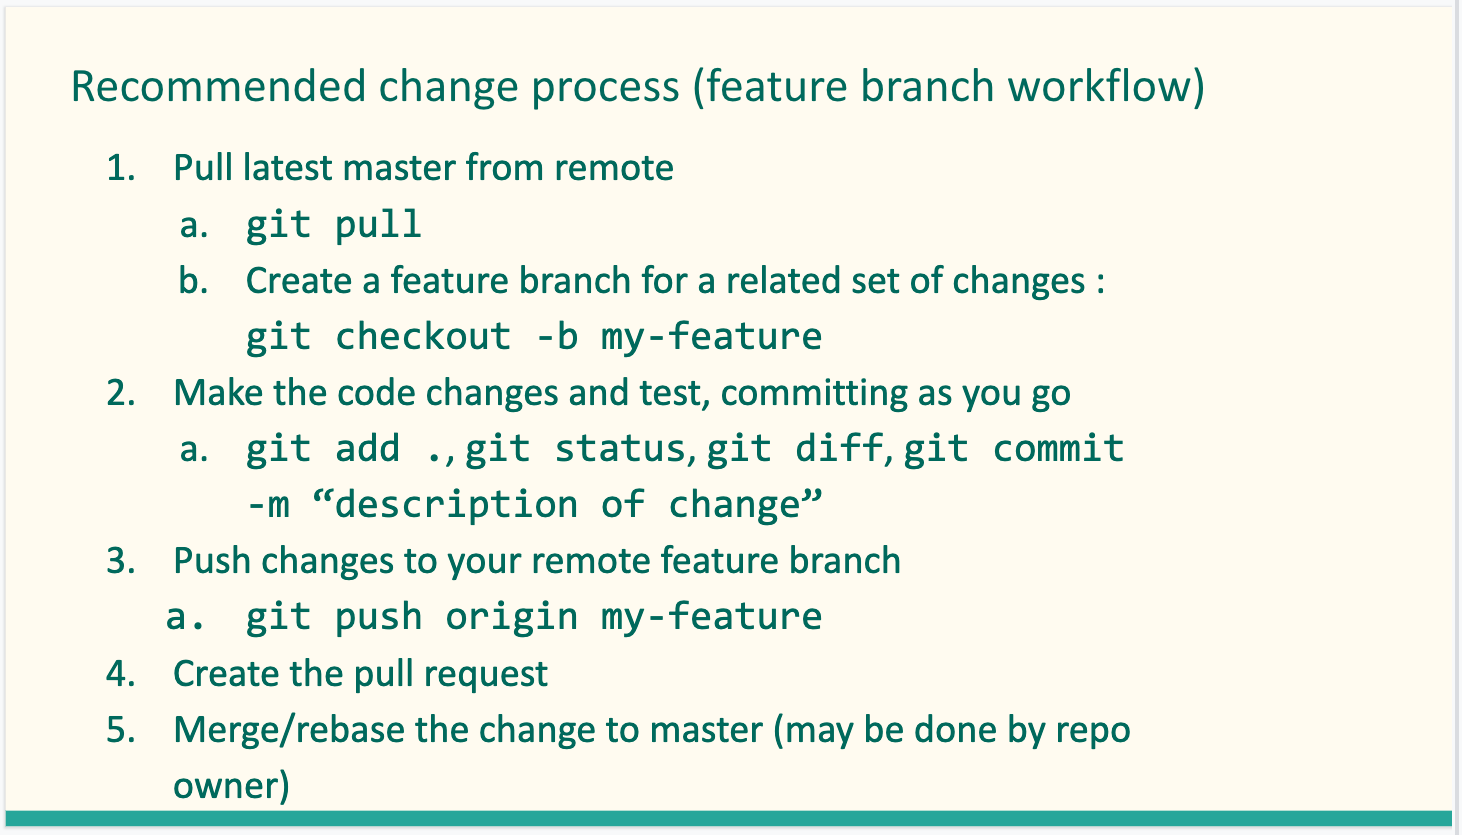 Recommended change process (feature branch workflow)
1. Pull latest master from remote
a. git pull
b. Create a feature branch for a related set of changes :
git checkout -b my-feature
2. Make the code changes and test, committing as you go
a. git add ., git status, git diff, git commit
-m “description of change”
3. Push changes to your remote feature branch
a. git push origin my-feature
4. Create the pull request
5. Merge/rebase the change to master (may be done by repo
owner)